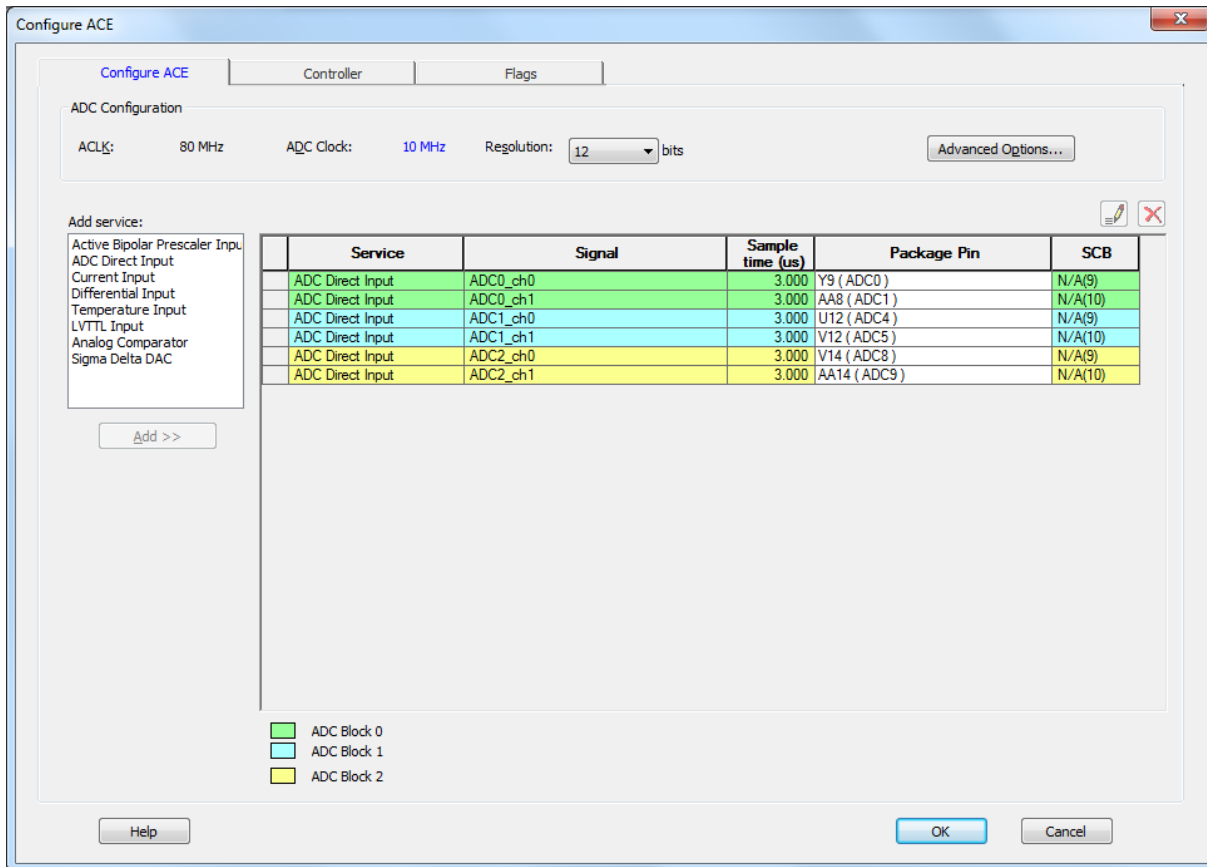 Configure ACE
Configure ACE Controller Flags
ADC Configuration
ACLK: 80 MHz ADC Clock: 10 MHz Resolution: 12 bits Advanced Options...
Add service:
Active Bipolar Prescaler Inpu
ADC Direct Input
Current Input
Differential Input
Temperature Input
LVTTL Input
Analog Comparator
Sigma Delta DAC
Add >>
Service Signal Sample time (us) Package Pin SCB
ADC Direct Input ADC0_ch0 3.000 Y9 ( ADC0 ) N/A(9)
ADC Direct Input ADC0_ch1 3.000 AA8 ( ADC1 ) N/A(10)
ADC Direct Input ADC1_ch0 3.000 U12 ( ADC4 ) N/A(9)
ADC Direct Input ADC1_ch1 3.000 V12 ( ADC5 ) N/A(10)
ADC Direct Input ADC2_ch0 3.000 V14 ( ADC8 ) N/A(9)
ADC Direct Input ADC2_ch1 3.000 AA14 ( ADC9 ) N/A(10)
ADC Block 0
ADC Block 1
ADC Block 2
Help OK Cancel